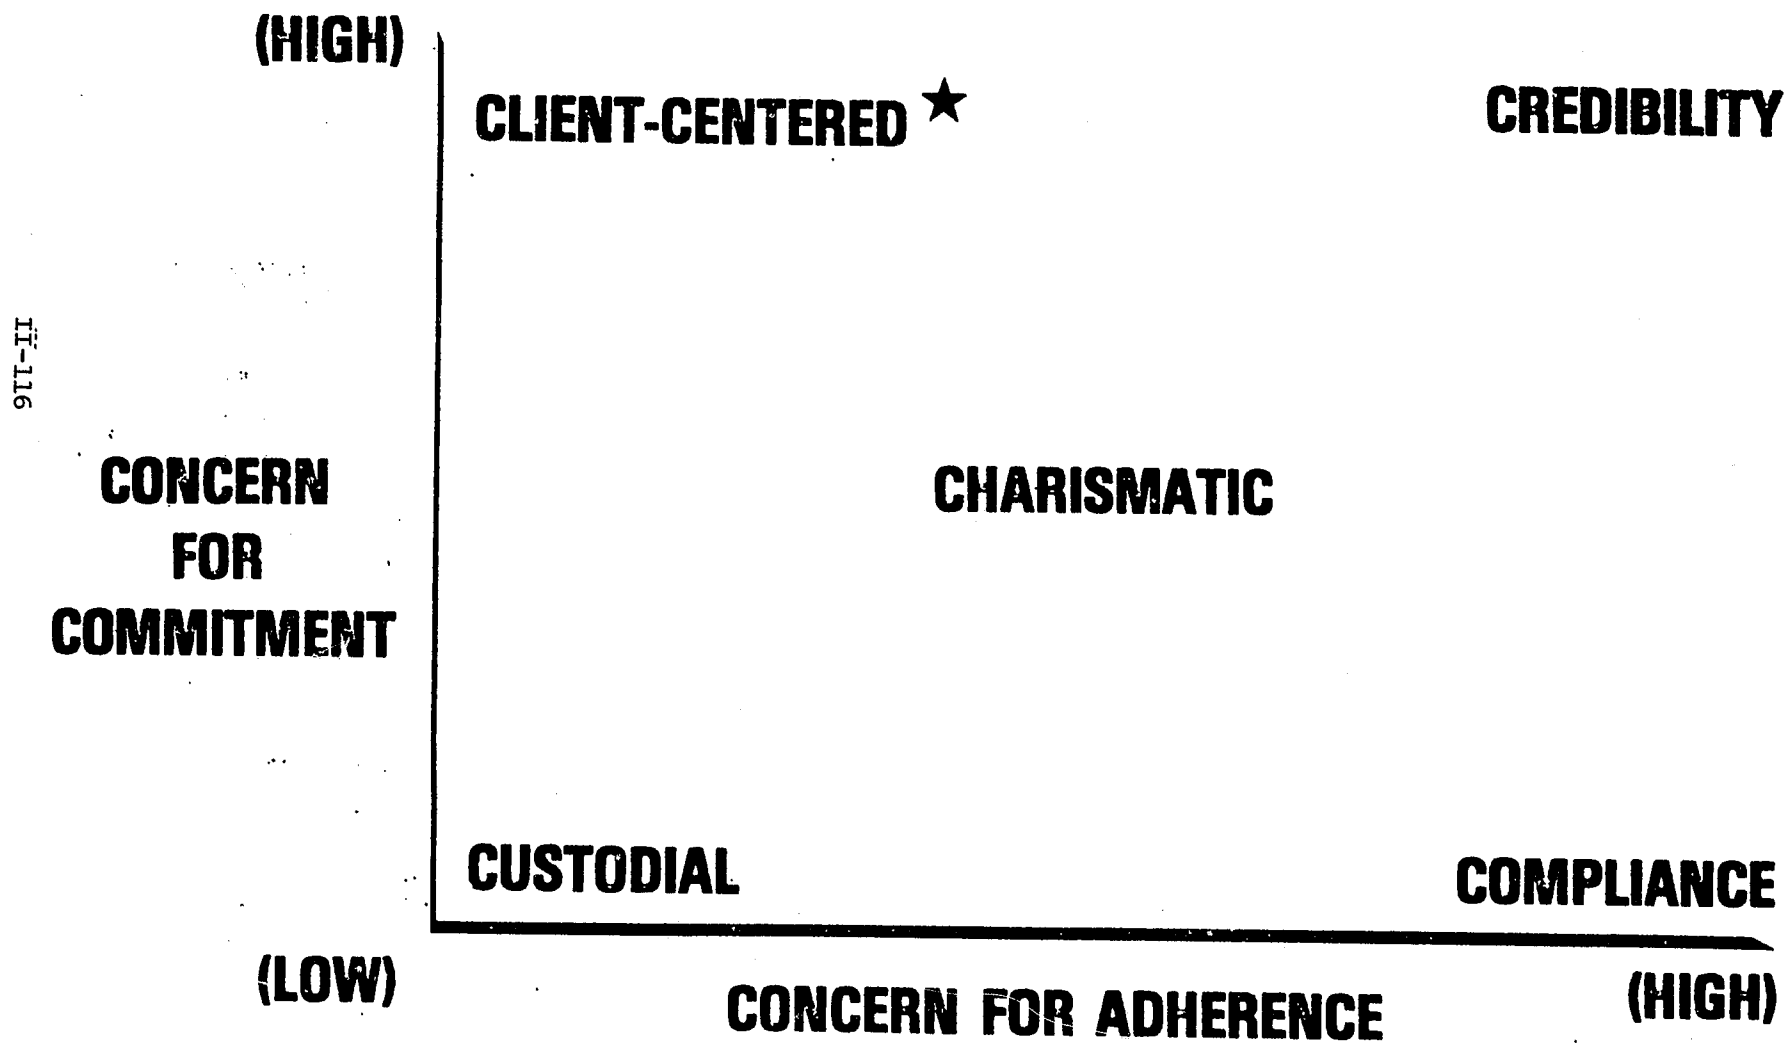 (HIGH)
CLIENT-CENTERED ★
CREDIBILITY
II-116
CONCERN
FOR
COMMITMENT
CHARISMATIC
CUSTODIAL
COMPLIANCE
(LOW)
CONCERN FOR ADHERENCE
(HIGH)